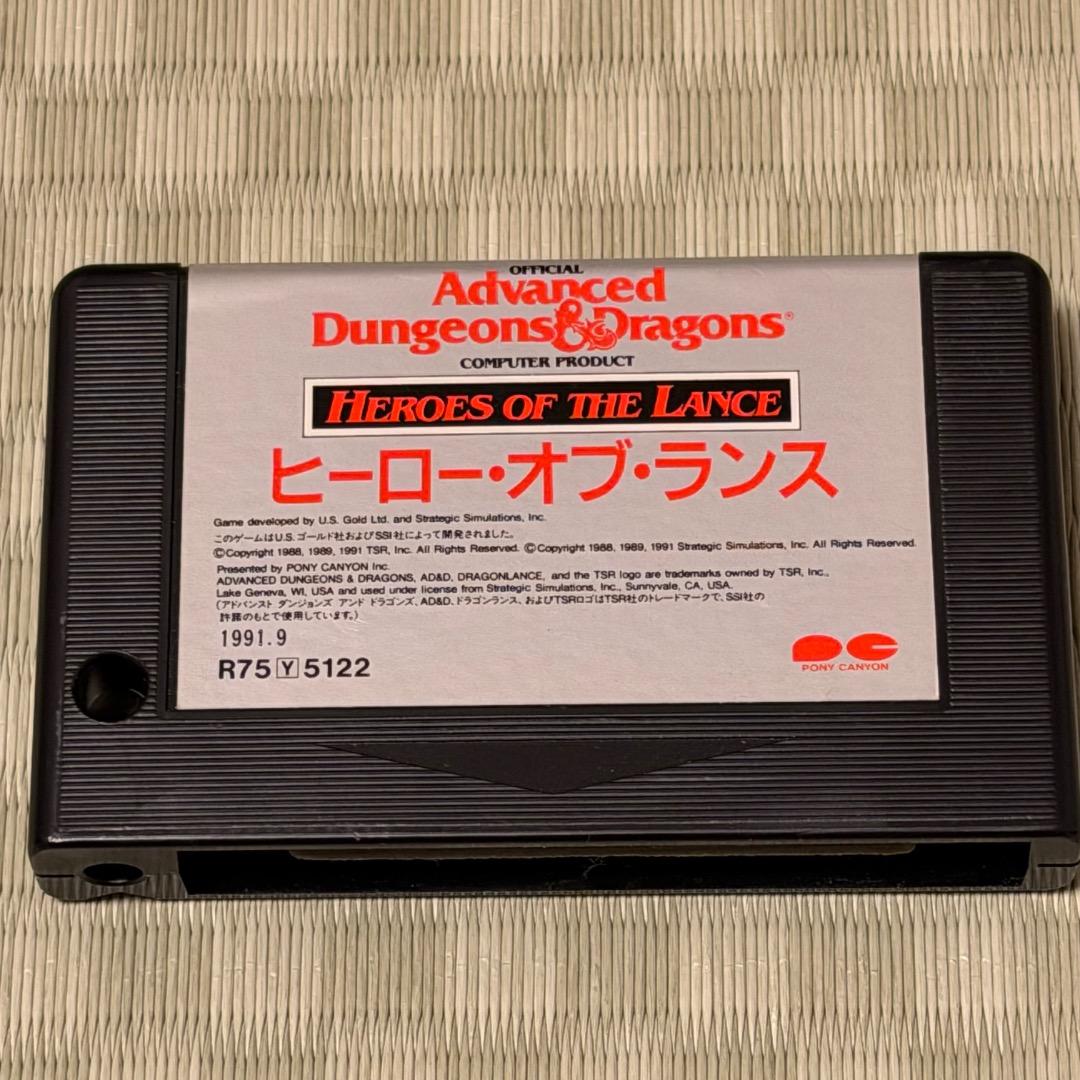 OFFICIAL
Advanced
Dungeons & Dragons®
COMPUTER PRODUCT
HEROES OF THE LANCE
ヒーロー・オブ・ランス
Game developed by U.S. Gold Ltd. and Strategic Simulations, Inc.
このゲームはU.S.ゴールド社およびSSI社によって開発されました。
©Copyright 1988, 1989, 1991 TSR, Inc. All Rights Reserved. ©Copyright 1988, 1989, 1991 Strategic Simulations, Inc. All Rights Reserved.
Presented by PONY CANYON Inc.
ADVANCED DUNGEONS & DRAGONS, AD&D, DRAGONLANCE, and the TSR logo are trademarks owned by TSR, Inc.,
Lake Geneva, WI, USA and used under license from Strategic Simulations, Inc., Sunnyvale, CA, USA.
(アドバンスト ダンジョンズ アンド ドラゴンズ、AD&D、ドラゴンランス、およびTSRロゴはTSR社のトレードマークで、SSI社の
許諾のもとで使用しています。)
1991.9
R75 Y 5122
PONY CANYON